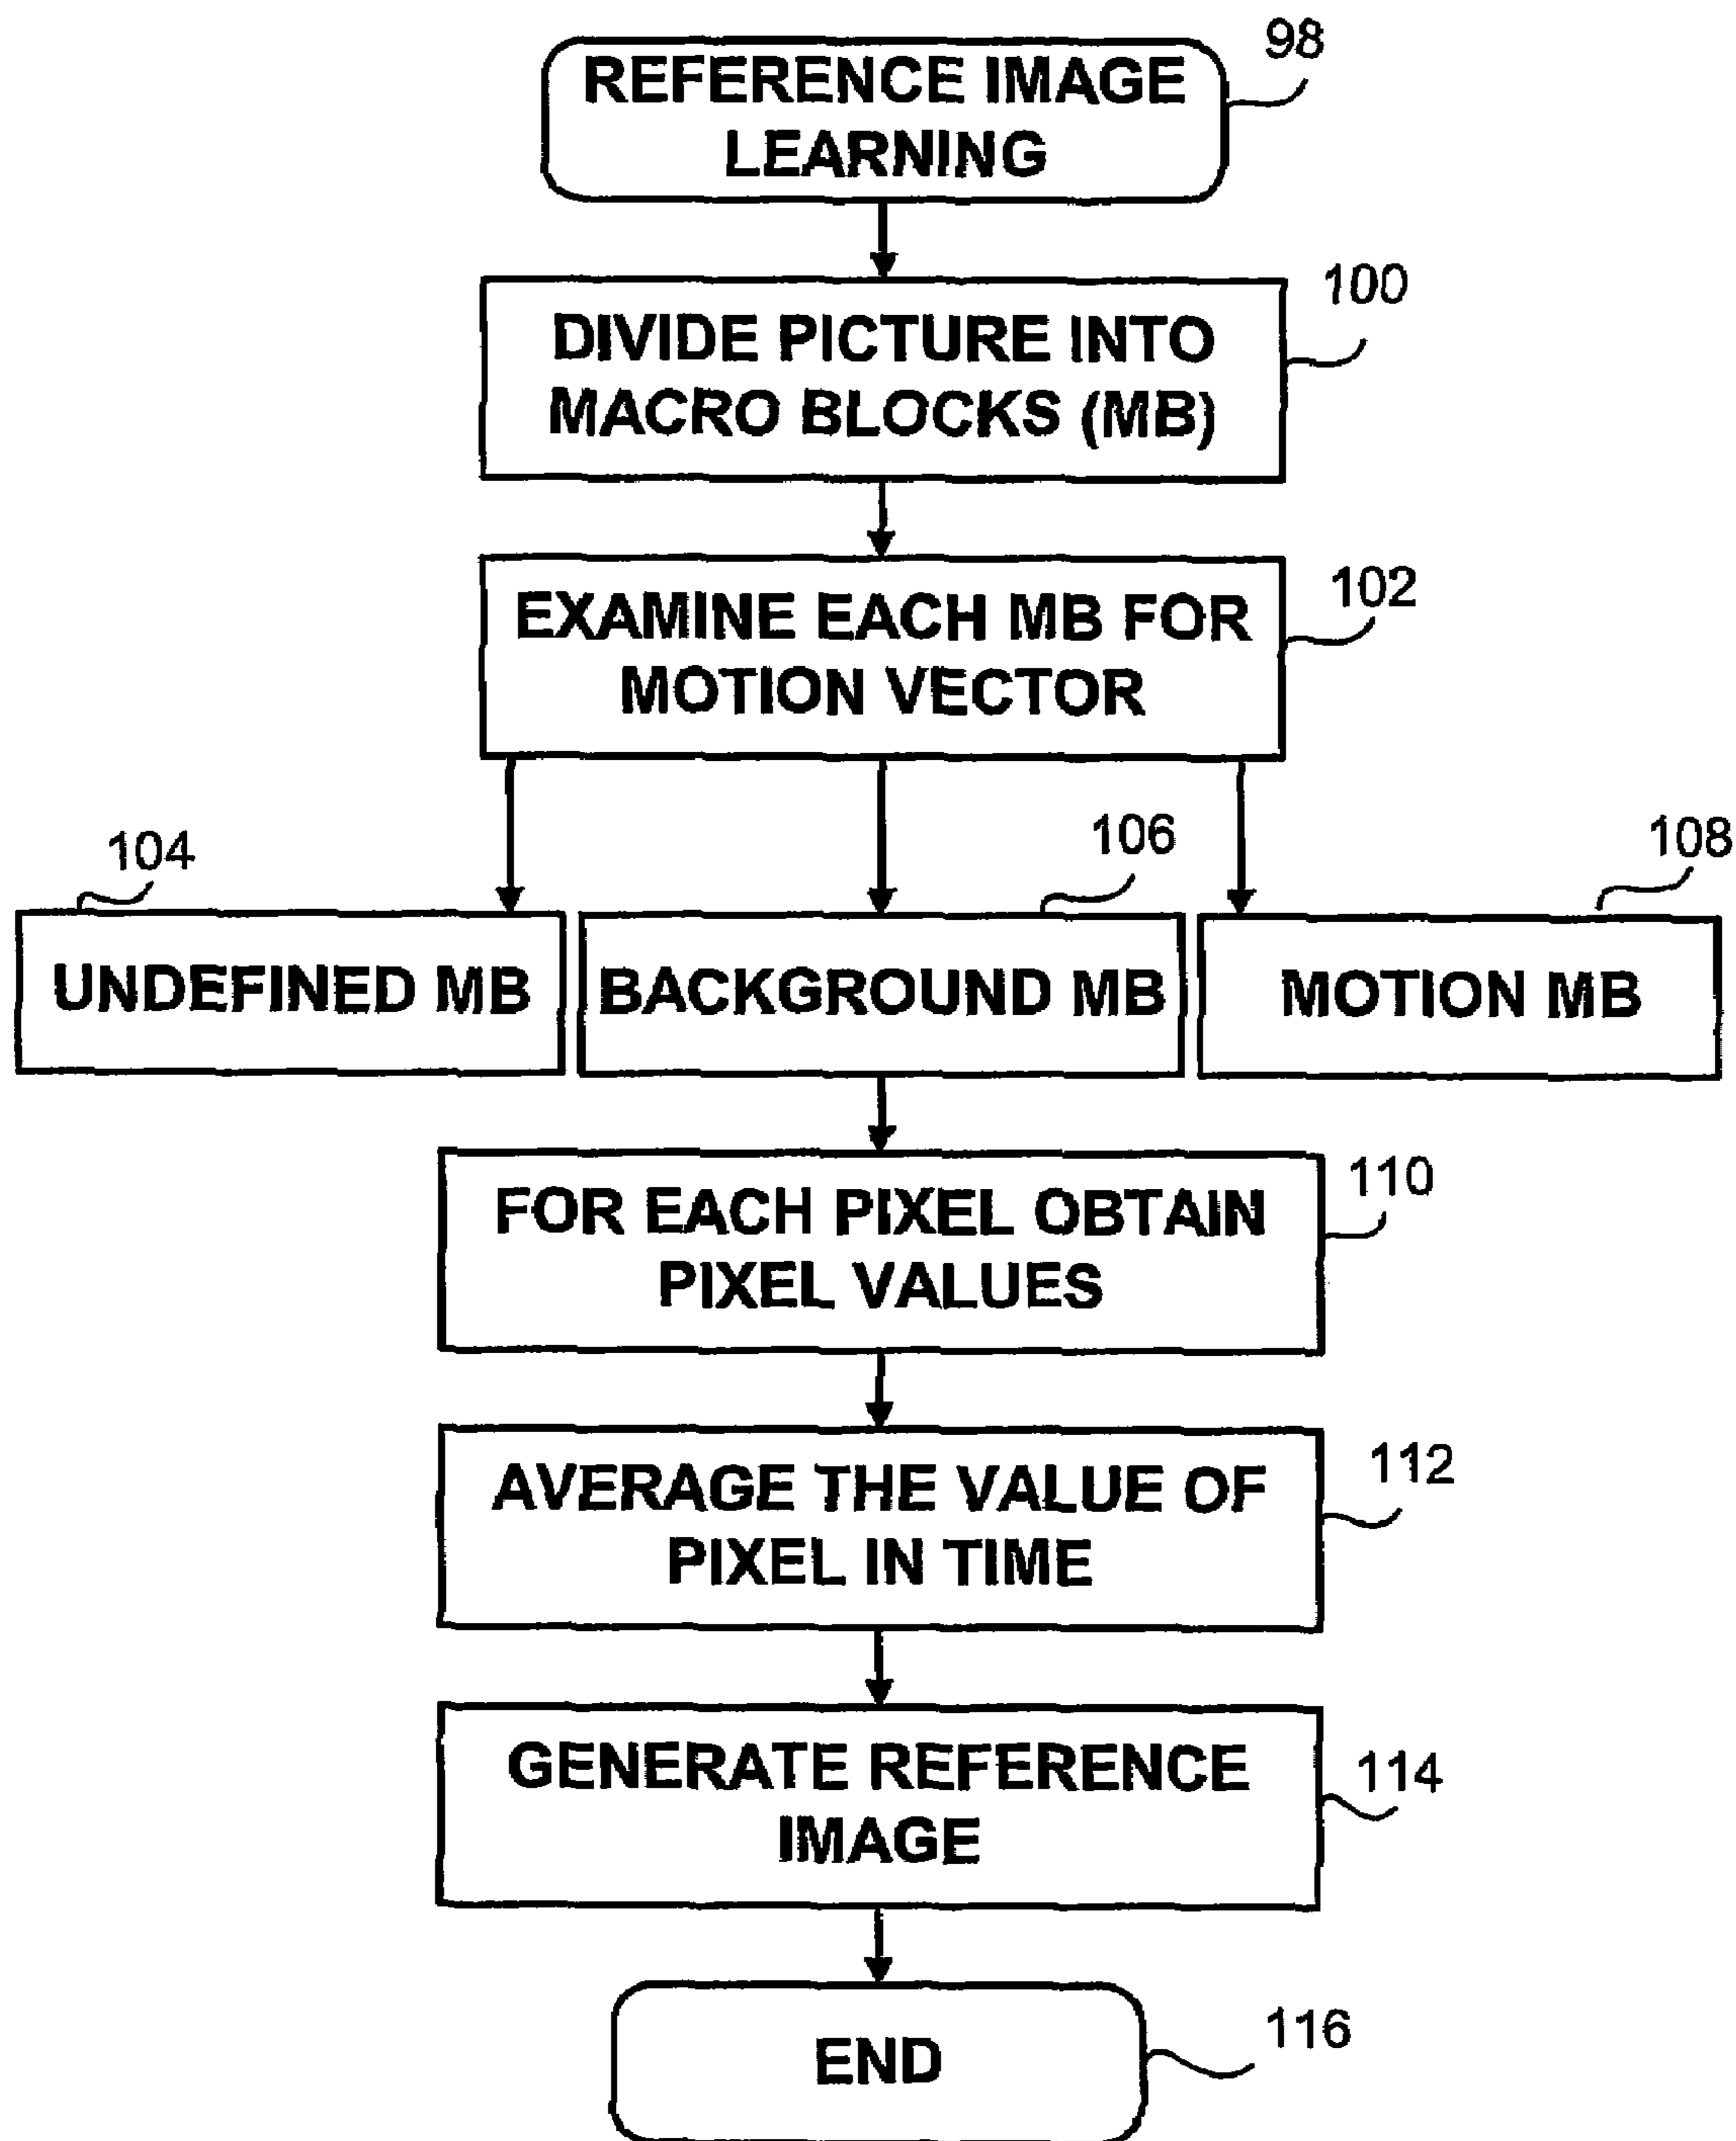 98
REFERENCE IMAGE
LEARNING
100
DIVIDE PICTURE INTO
MACRO BLOCKS (MB)
102
EXAMINE EACH MB FOR
MOTION VECTOR
104
106
108
UNDEFINED MB
BACKGROUND MB
MOTION MB
110
FOR EACH PIXEL OBTAIN
PIXEL VALUES
112
AVERAGE THE VALUE OF
PIXEL IN TIME
114
GENERATE REFERENCE
IMAGE
116
END